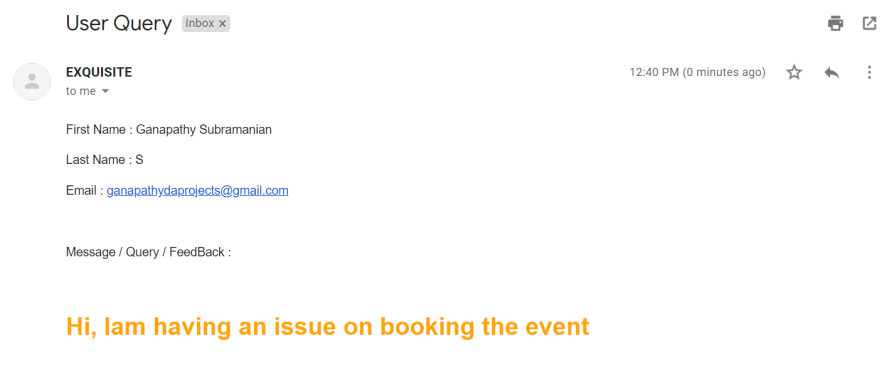 User Query Inbox ×
EXQUISITE 12:40 PM (0 minutes ago)
to me
First Name : Ganapathy Subramanian
Last Name : S
Email : ganapathydaprojects@gmail.com
Message / Query / FeedBack :
Hi, Iam having an issue on booking the event